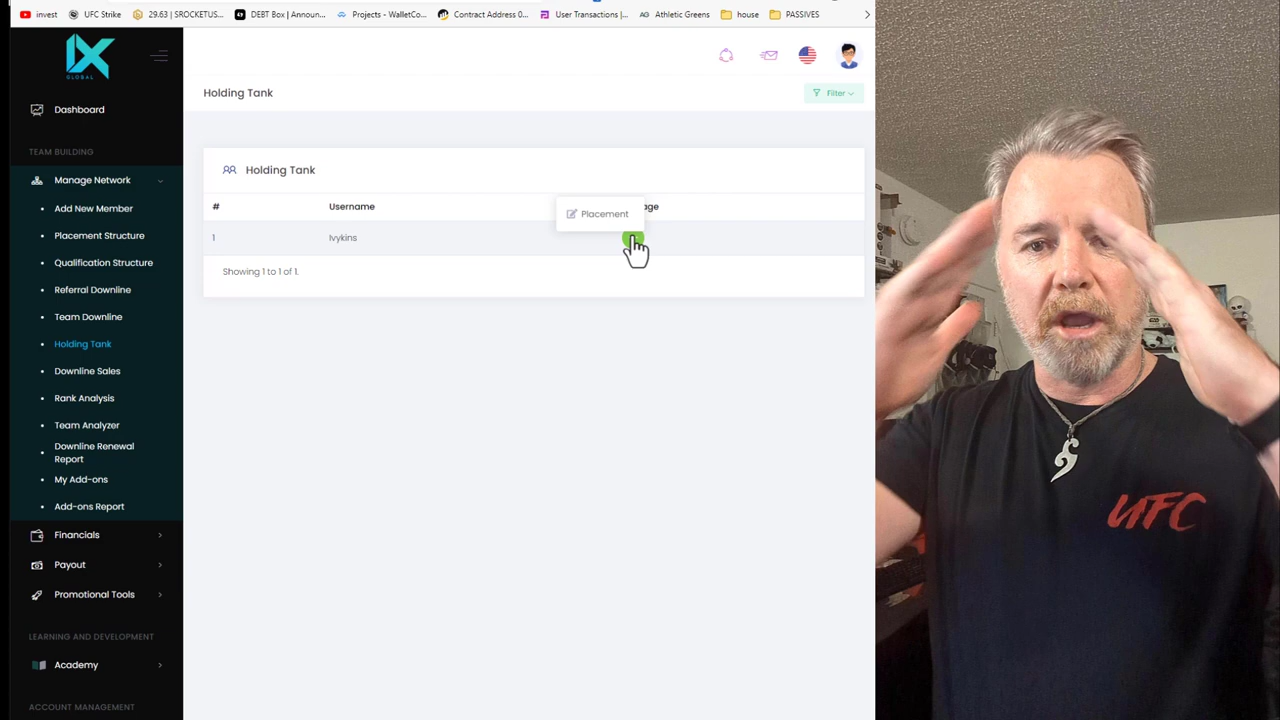 invest UFC Strike 29.63 | SROCKETUS... DEBT Box | Announ... Projects - WalletCo... Contract Address 0... User Transactions |... Athletic Greens house PASSIVES
IX
GLOBAL
Holding Tank
Filter
Dashboard
TEAM BUILDING
Manage Network
Add New Member
Placement Structure
Qualification Structure
Referral Downline
Team Downline
Holding Tank
Downline Sales
Rank Analysis
Team Analyzer
Downline Renewal
Report
My Add-ons
Add-ons Report
Financials
Payout
Promotional Tools
LEARNING AND DEVELOPMENT
Academy
ACCOUNT MANAGEMENT
Holding Tank
# Username age
Placement
1 Ivykins
Showing 1 to 1 of 1.
UFC